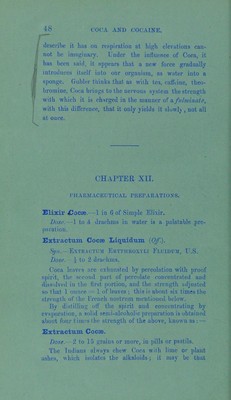 48 COCA AND COCAINE.
describe it has on respiration at high elevations can-
not be imaginary. Under the influence of Coca, it
has been said, it appears that a new force gradually
introduces itself into our organism, as water into a
sponge. Gubler thinks that as with tea, caffeine, theo-
bromine, Coca brings to the nervous system the strength
with which it is charged in the manner of a fulminate,
with this difference, that it only yields it slowly, not all
at once.
CHAPTER XII.
PHARMACEUTICAL PREPARATIONS.
Elixir Cocæ.—1 in 6 of Simple Elixir.
Dose.—1 to 4 drachms in water is a palatable pre-
paration.
Extractum Cocæ Liquidum (Off.).
Syn.—EXTRACTUM ERYTHROXYLI FLUIDUM, U.S.
Dose.—½ to 2 drachms.
Coca leaves are exhausted by percolation with proof
spirit, the second part of percolate concentrated and
dissolved in the first portion, and the strength adjusted
so that 1 ounce = 1 of leaves; this is about six times the
strength of the French tinctures mentioned below.
By distilling off the spirit and concentrating by
evaporation, a solid semi-alcoholic preparation is obtained
about four times the strength of the above, known as:—
Extractum Cocæ.
Dose.—2 to 15 grains or more, in pills or pastils.
The Indians always chew Coca with lime or plant
ashes, which isolates the alkaloids; it may be that